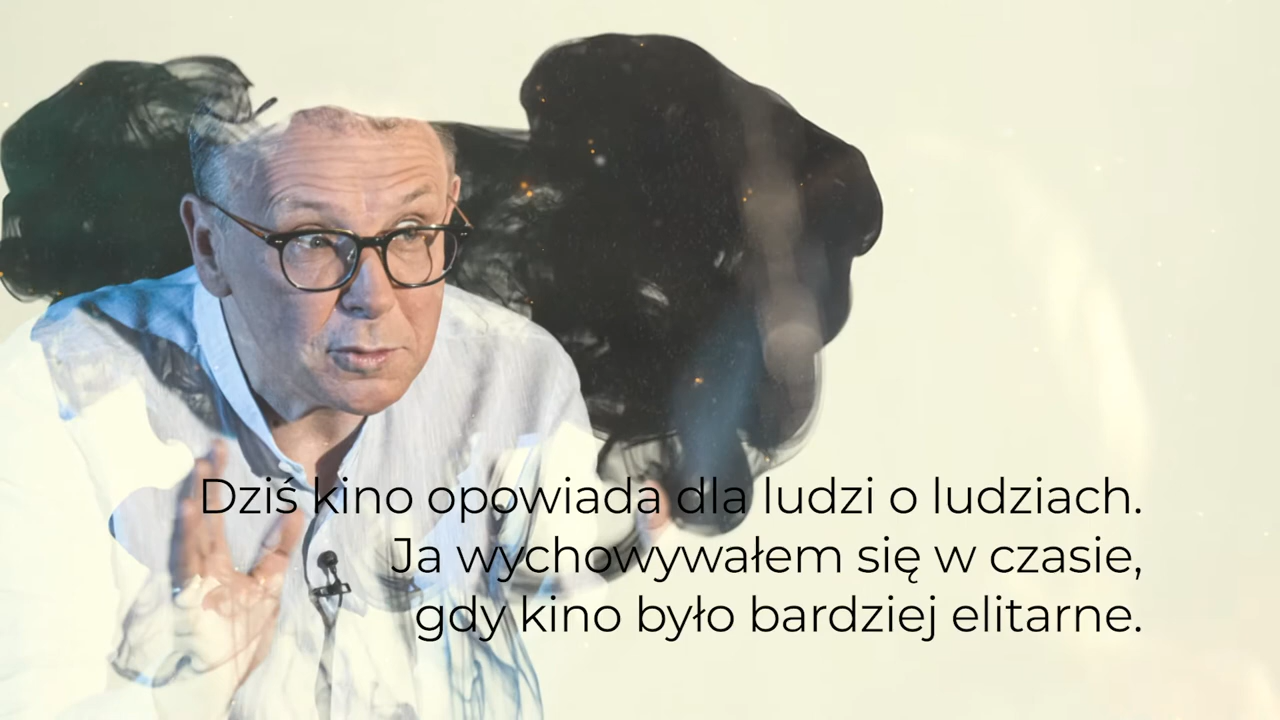 Dziś kino opowiada dla ludzi o ludziach.
Ja wychowywałem się w czasie,
gdy kino było bardziej elitarne.